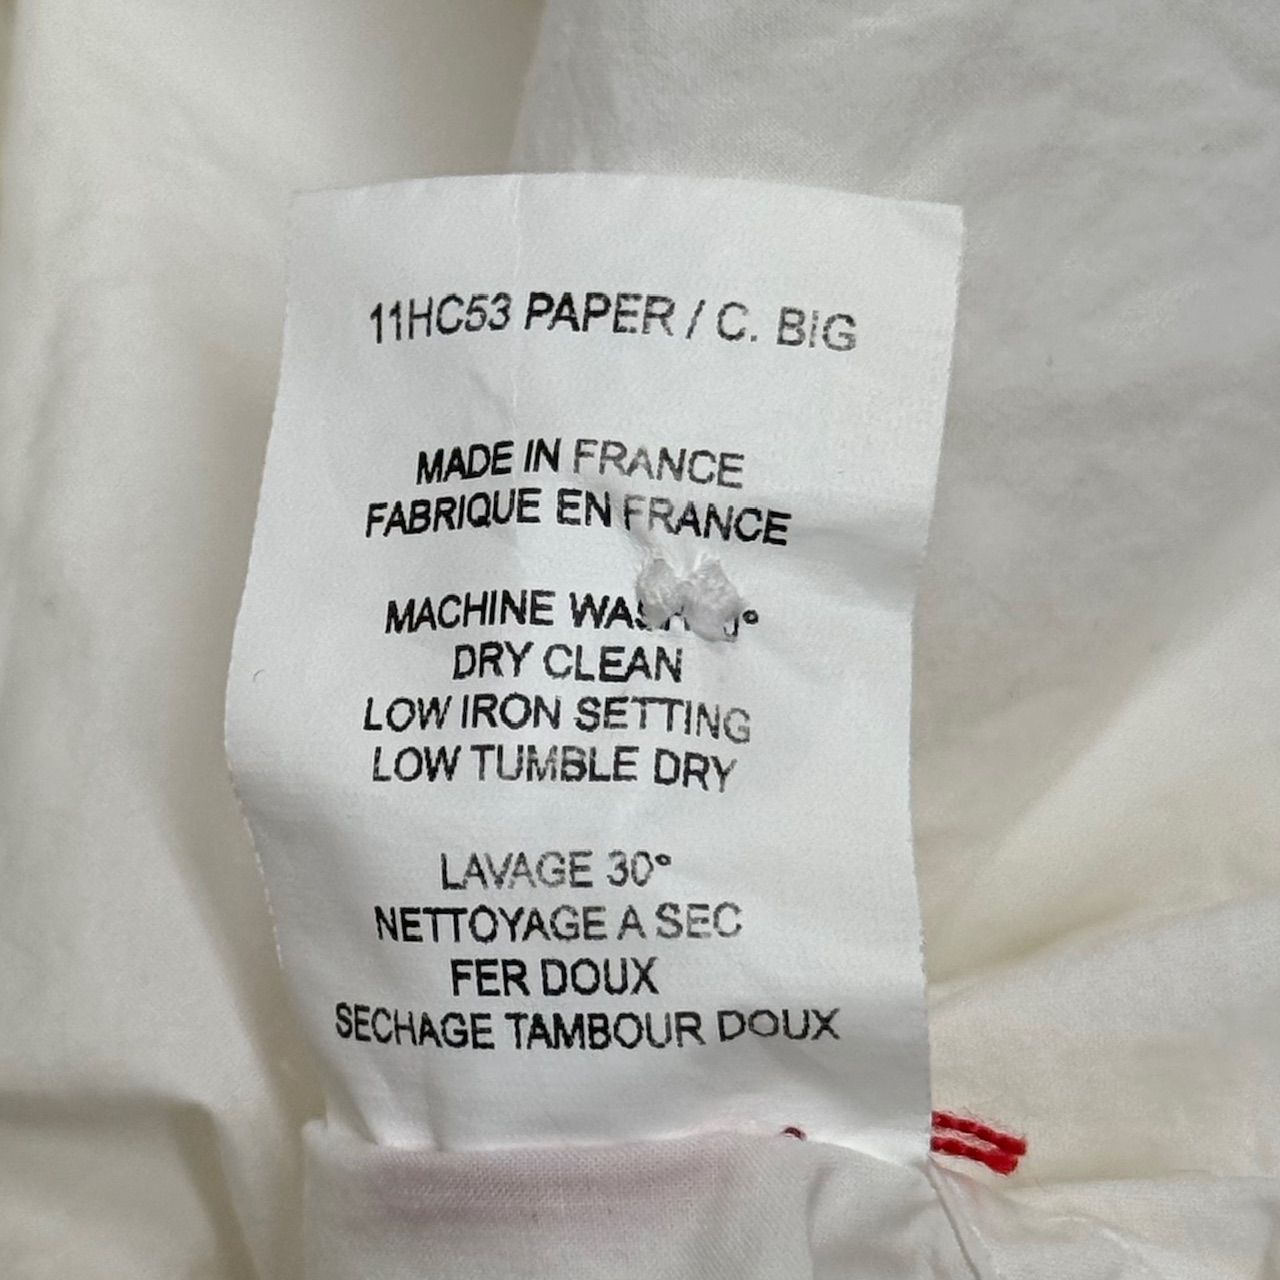 11HC53 PAPER / C. BIG
MADE IN FRANCE
FABRIQUE EN FRANCE
MACHINE
DRY CLEAN
LOW IRON SETTING
LOW TUMBLE DRY
LAVAGE 30°
NETTOYAGE A SEC
FER DOUX
SECHAGE TAMBOUR DOUX